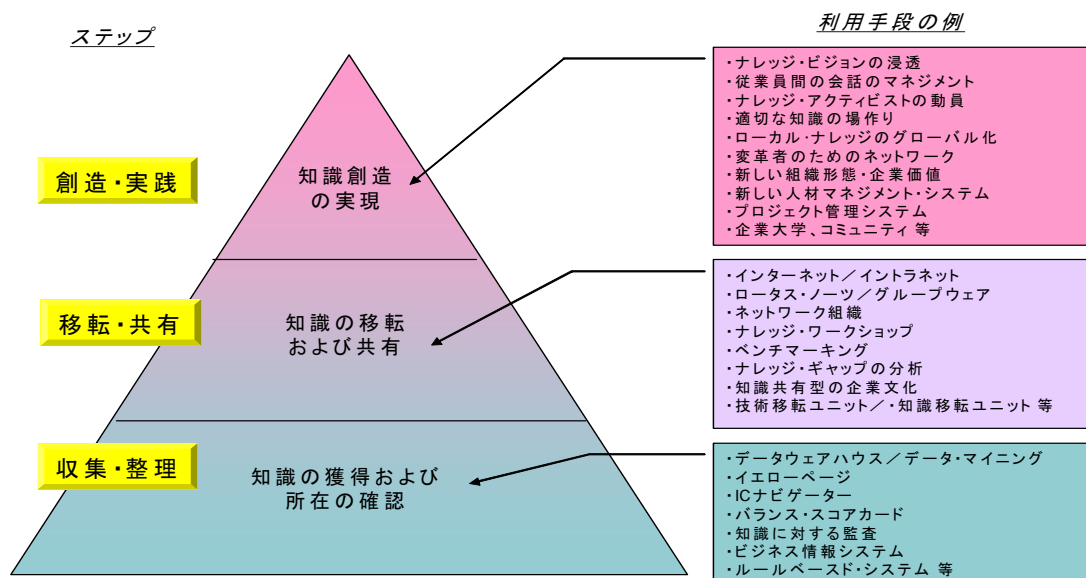 ステップ
利用手段の例
創造・実践
知識創造
の実現
・ナレッジ・ビジョンの浸透
・従業員間の会話のマネジメント
・ナレッジ・アクティビストの動員
・適切な知識の場作り
・ローカル・ナレッジのグローバル化
・変革者のためのネットワーク
・新しい組織形態・企業価値
・新しい人材マネジメント・システム
・プロジェクト管理システム
・企業大学、コミュニティ 等
移転・共有
知識の移転
および共有
・インターネット／イントラネット
・ロータス・ノーツ／グループウェア
・ネットワーク組織
・ナレッジ・ワークショップ
・ベンチマーキング
・ナレッジ・ギャップの分析
・知識共有型の企業文化
・技術移転ユニット／・知識移転ユニット 等
収集・整理
知識の獲得および
所在の確認
・データウェアハウス／データ・マイニング
・イエローページ
・ICナビゲーター
・バランス・スコアカード
・知識に対する監査
・ビジネス情報システム
・ルールベースド・システム 等